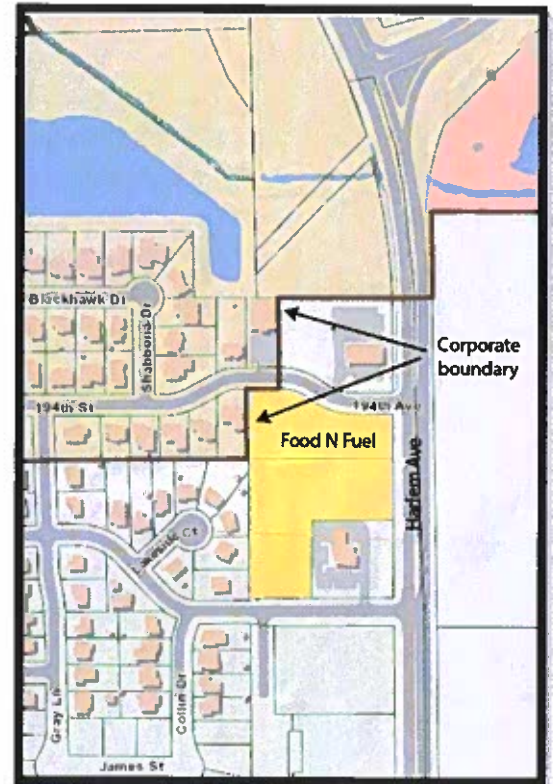 Blackhawk Dr
Shabbona Dr
Corporate
boundary
194th St
194th Ave
Food N Fuel
Harlem Ave
Lakeside Ct
Gray Ln
Collin Dr
James St